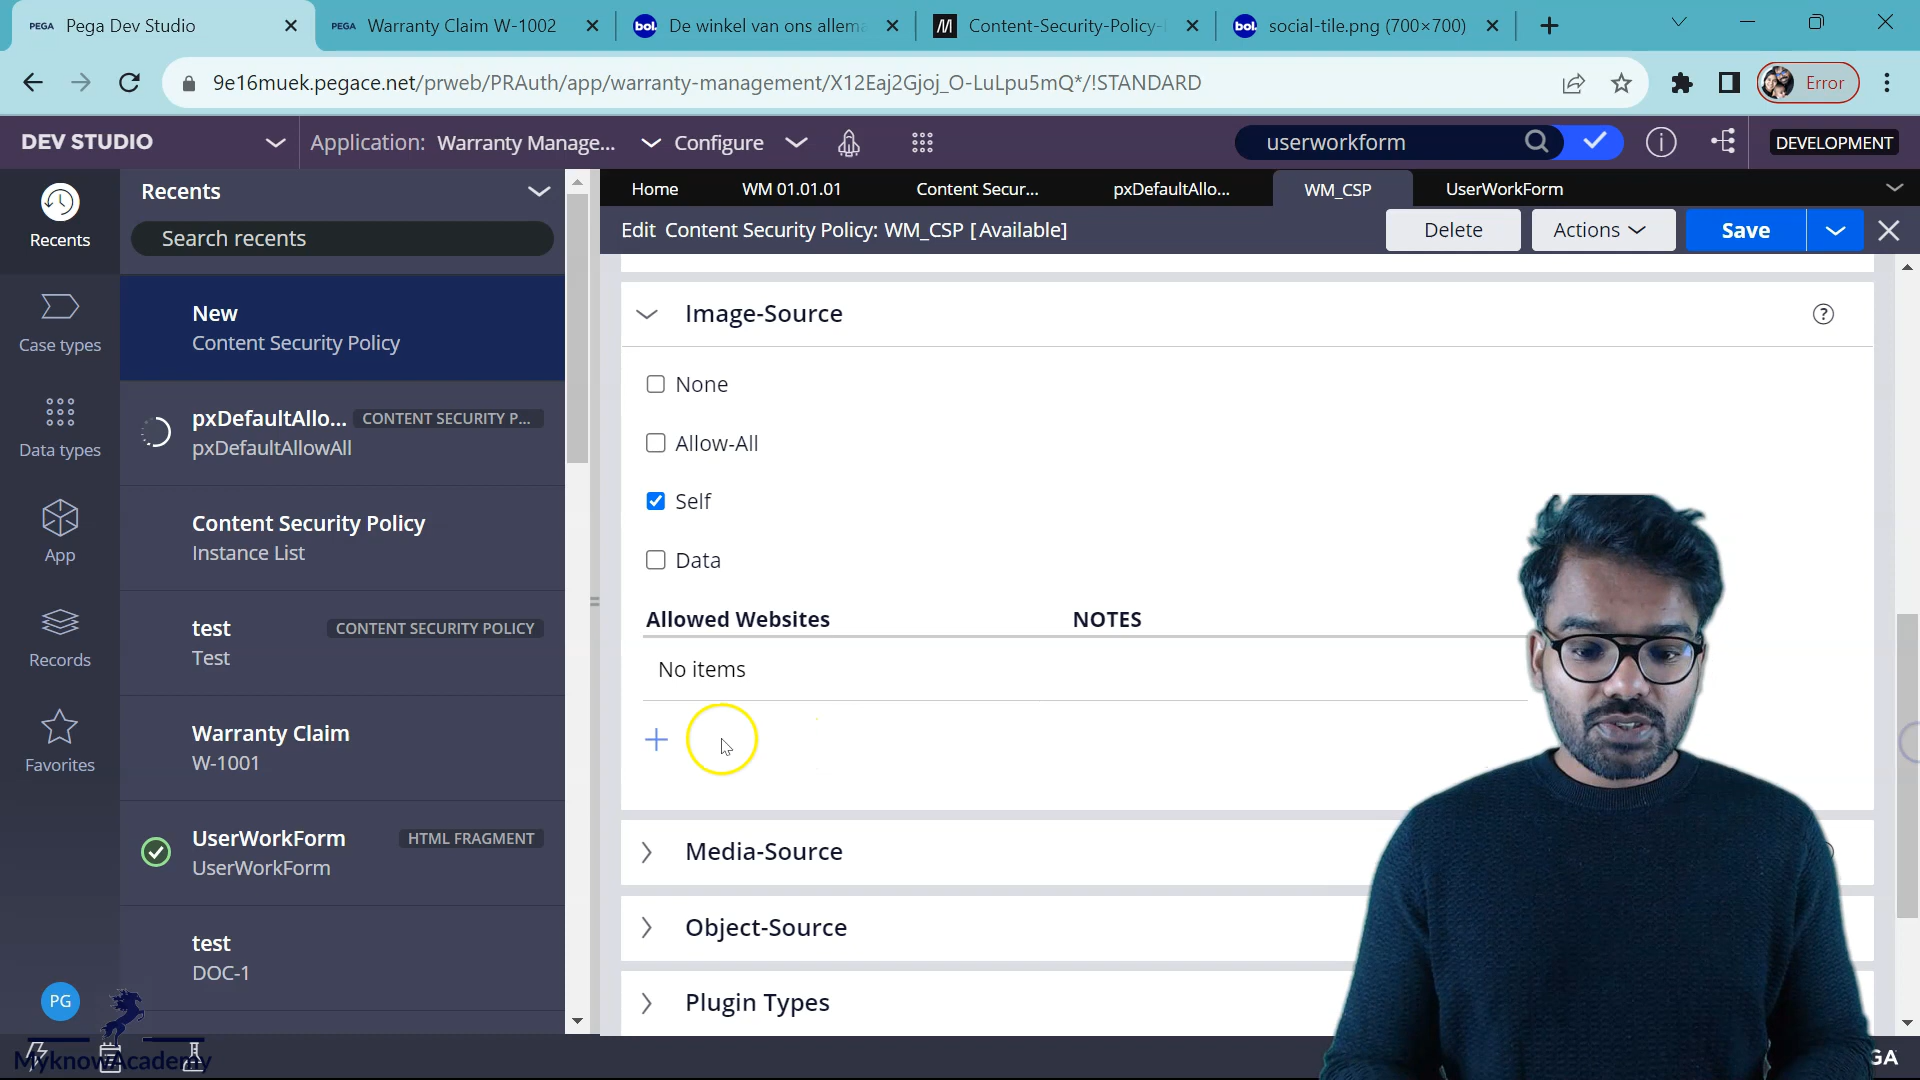 PEGA Pega Dev Studio
PEGA Warranty Claim W-1002
bol. De winkel van ons allema
Content-Security-Policy-
bol. social-tile.png (700×700)
9e16muek.pegace.net/prweb/PRAuth/app/warranty-management/X12Eaj2Gjoj_O-LuLpu5mQ*/!STANDARD
Error
DEV STUDIO
Application: Warranty Manage...
Configure
userworkform
DEVELOPMENT
Recents
Case types
Data types
App
Records
Favorites
PG
Recents
Search recents
New
Content Security Policy
pxDefaultAllo... CONTENT SECURITY P...
pxDefaultAllowAll
Content Security Policy
Instance List
test CONTENT SECURITY POLICY
Test
Warranty Claim
W-1001
UserWorkForm HTML FRAGMENT
UserWorkForm
test
DOC-1
Home WM 01.01.01 Content Secur... pxDefaultAllo... WM_CSP UserWorkForm
Edit Content Security Policy: WM_CSP [Available]
Delete Actions Save
Image-Source
None
Allow-All
Self
Data
Allowed Websites NOTES
No items
Media-Source
Object-Source
Plugin Types
MyknowAcademy
GA